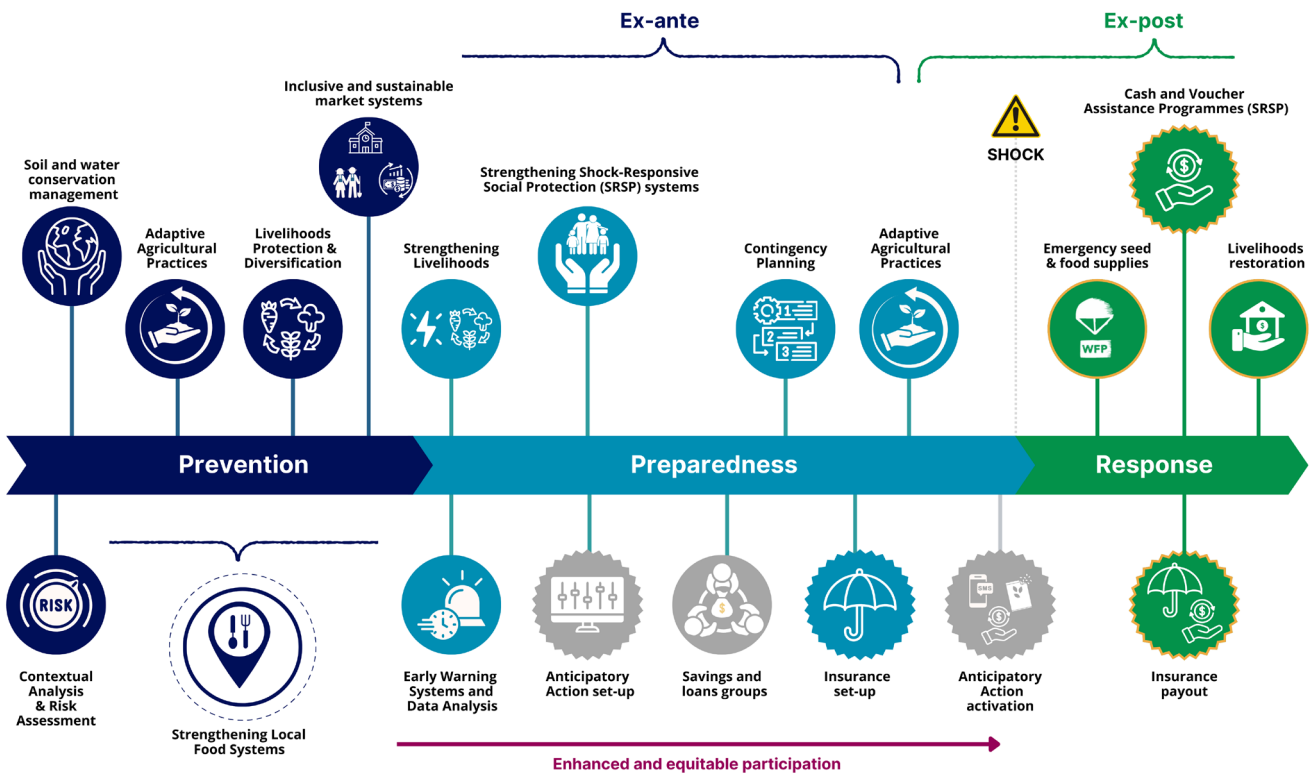 Ex-ante
Ex-post
Inclusive and sustainable
market systems
Cash and Voucher
Assistance Programmes (SRSP)
SHOCK
Soil and water
conservation
management
Strengthening Shock-Responsive
Social Protection (SRSP) systems
Adaptive
Agricultural
Practices
Livelihoods
Protection &
Diversification
Strengthening
Livelihoods
Contingency
Planning
Adaptive
Agricultural
Practices
Emergency seed
& food supplies
Livelihoods
restoration
1
2
3
WFP
$
$
Prevention
Preparedness
Response
RISK
$
SMS
$
$
Contextual
Analysis
& Risk
Assessment
Strengthening Local
Food Systems
Early Warning
Systems and
Data Analysis
Anticipatory
Action set-up
Savings and
loans groups
Insurance
set-up
Anticipatory
Action
activation
Insurance
payout
Enhanced and equitable participation